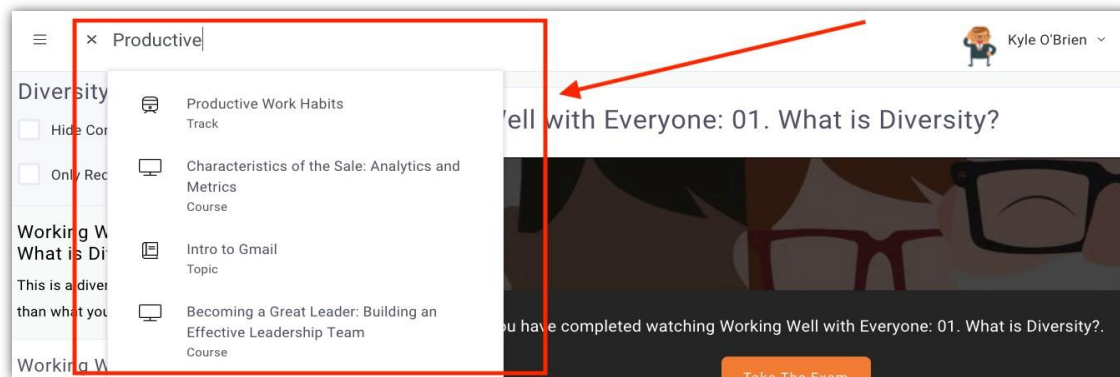 Productive
Kyle O'Brien
Diversity
Hide Con
Only Rec
Working W
What is Di
This is a diver
than what you
Working W
Productive Work Habits
Track
Characteristics of the Sale: Analytics and
Metrics
Course
Intro to Gmail
Topic
Becoming a Great Leader: Building an
Effective Leadership Team
Course
ell with Everyone: 01. What is Diversity?
u have completed watching Working Well with Everyone: 01. What is Diversity?.
Take The Exam